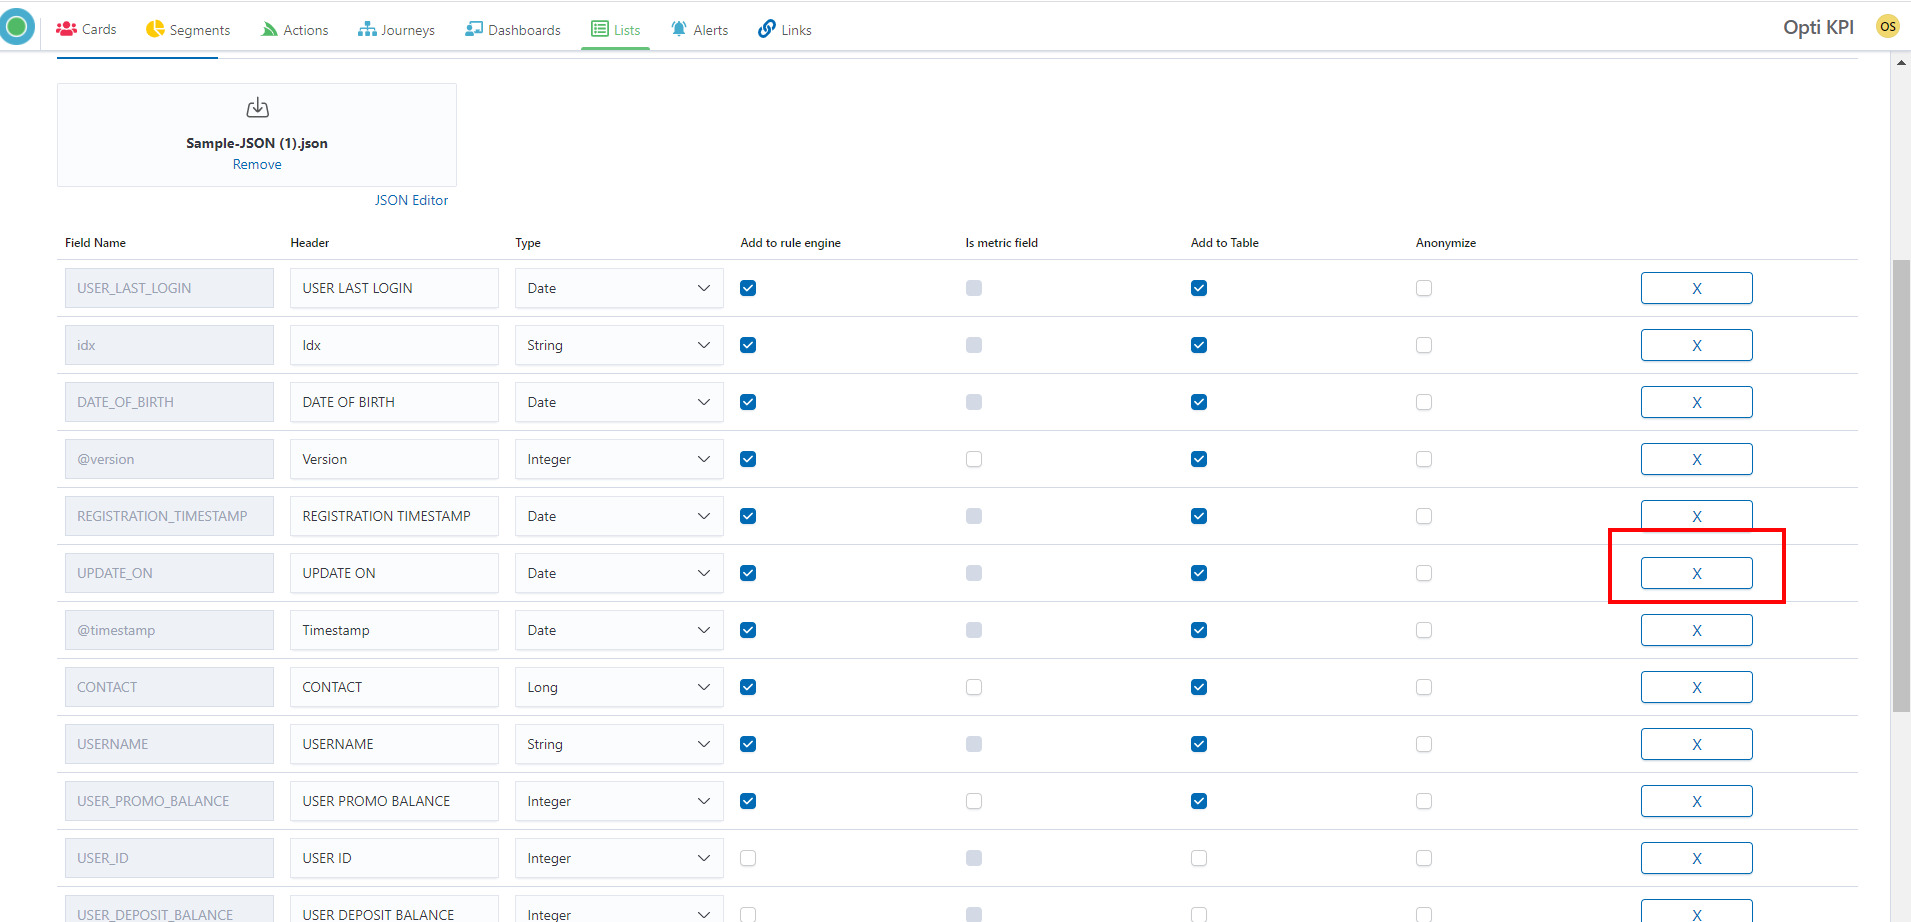 Cards Segments Actions Journeys Dashboards Lists Alerts Links Opti KPI OS
Sample-JSON (1).json
Remove
JSON Editor
Field Name Header Type Add to rule engine Is metric field Add to Table Anonymize
USER_LAST_LOGIN USER LAST LOGIN Date X
idx Idx String X
DATE_OF_BIRTH DATE OF BIRTH Date X
@version Version Integer X
REGISTRATION_TIMESTAMP REGISTRATION TIMESTAMP Date X
UPDATE_ON UPDATE ON Date X
@timestamp Timestamp Date X
CONTACT CONTACT Long X
USERNAME USERNAME String X
USER_PROMO_BALANCE USER PROMO BALANCE Integer X
USER_ID USER ID Integer X
USER_DEPOSIT_BALANCE USER DEPOSIT BALANCE Integer X